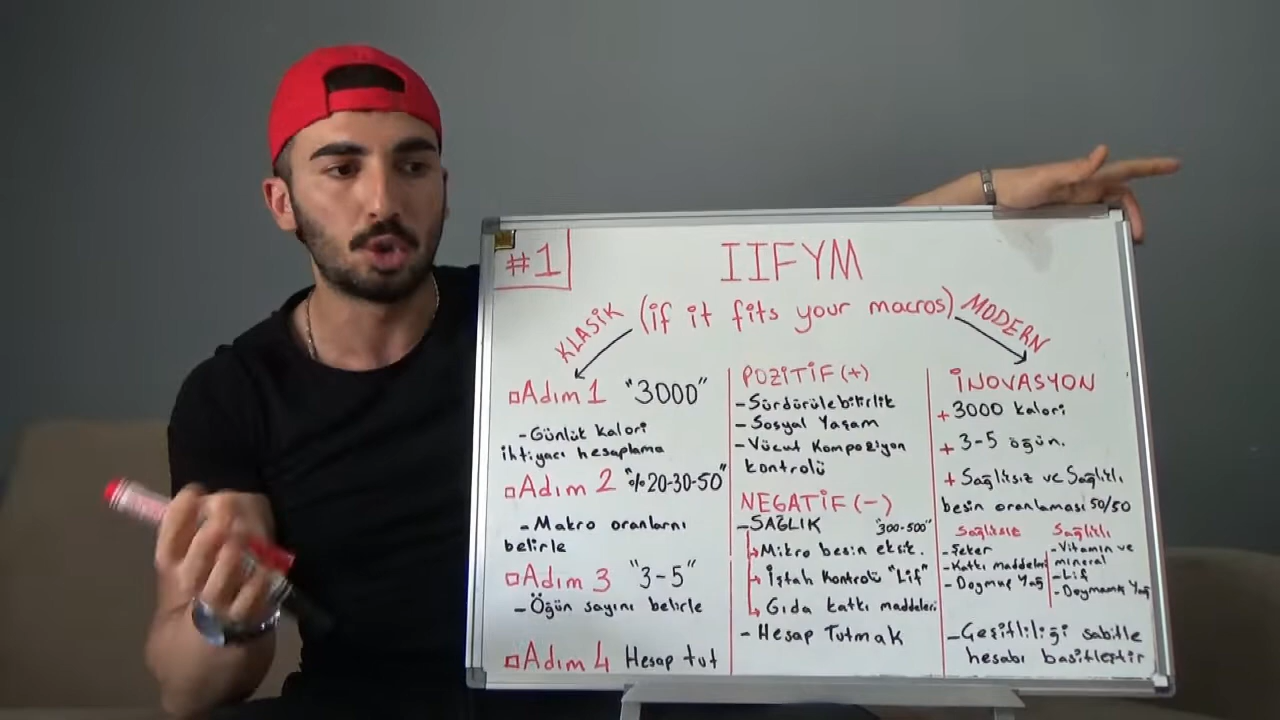 #1
IIFYM
KLASİK (if it fits your macros) MODERN
Adım 1 "3000"
- Günlük kalori
ihtiyacı hesaplama
Adım 2 "%20-30-50"
- Makro oranlarnı
belirle
Adım 3 "3-5"
- Öğün sayını belirle
Adım 4 Hesap tut
POZİTİF (+)
- Sürdürülebilirlik
- Sosyal Yaşam
- Vücut Kompozisyon
kontrolü
NEGATİF (-)
- SAĞLIK "300-500"
Mikro besin eksik.
İştah kontrolü "Lif"
Gıda katkı maddeleri
- Hesap Tutmak
İNOVASYON
+ 3000 kalori
+ 3-5 öğün.
+ Sağlıksız ve Sağlıklı
besin oranlaması 50/50
Sağlıksız
- Şeker
- Katkı maddeleri
- Doymuş Yağ
Sağlıklı
- Vitamin ve
mineral
- Lif
- Doymamış Yağ
- Çeşitliliği sabitle
hesabı basitleştir